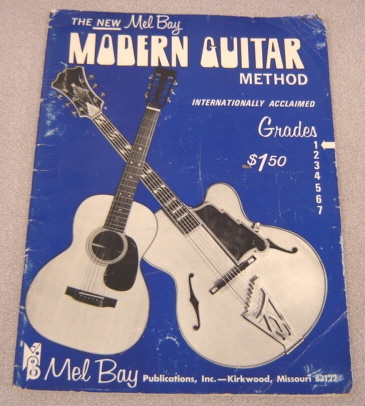 THE NEW Mel Bay
MODERN GUITAR
METHOD
INTERNATIONALLY ACCLAIMED
Grades
1
2
3
4
5
6
7
$1.50
Mel Bay Publications, Inc.—Kirkwood, Missouri 63122